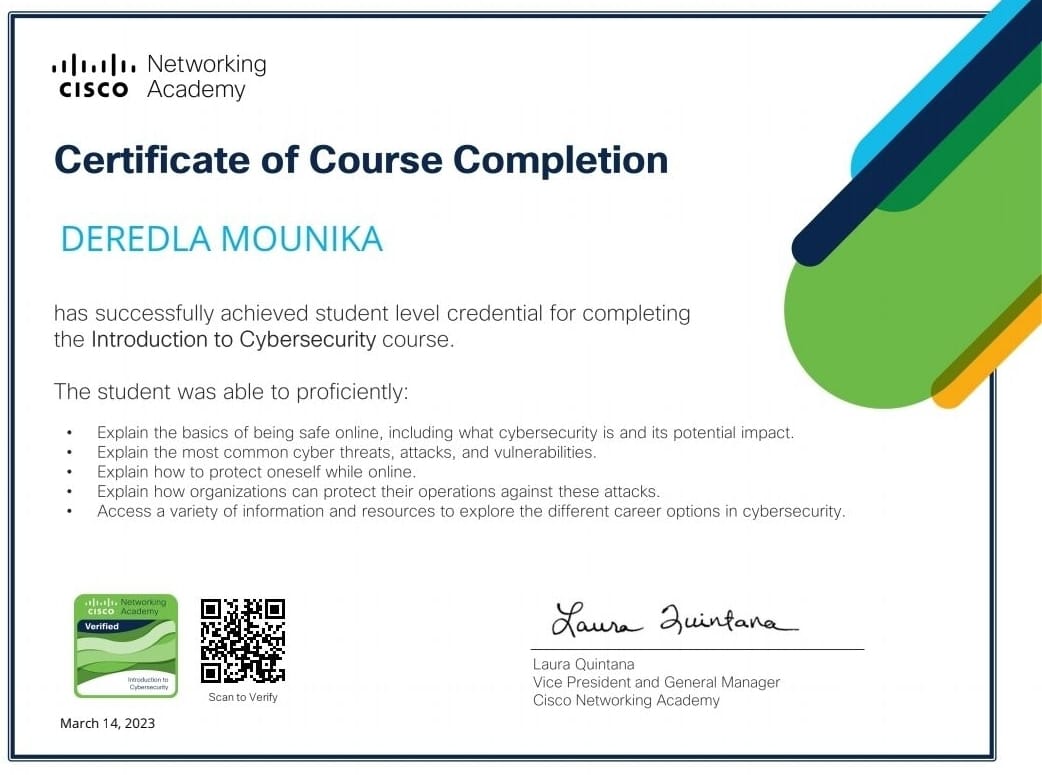 Networking
CISCO Academy
Certificate of Course Completion
DEREDLA MOUNIKA
has successfully achieved student level credential for completing
the Introduction to Cybersecurity course.
The student was able to proficiently:
• Explain the basics of being safe online, including what cybersecurity is and its potential impact.
• Explain the most common cyber threats, attacks, and vulnerabilities.
• Explain how to protect oneself while online.
• Explain how organizations can protect their operations against these attacks.
• Access a variety of information and resources to explore the different career options in cybersecurity.
Networking
CISCO Academy
Verified
Introduction to
Cybersecurity
Scan to Verify
March 14, 2023
Laura Quintana
Laura Quintana
Vice President and General Manager
Cisco Networking Academy